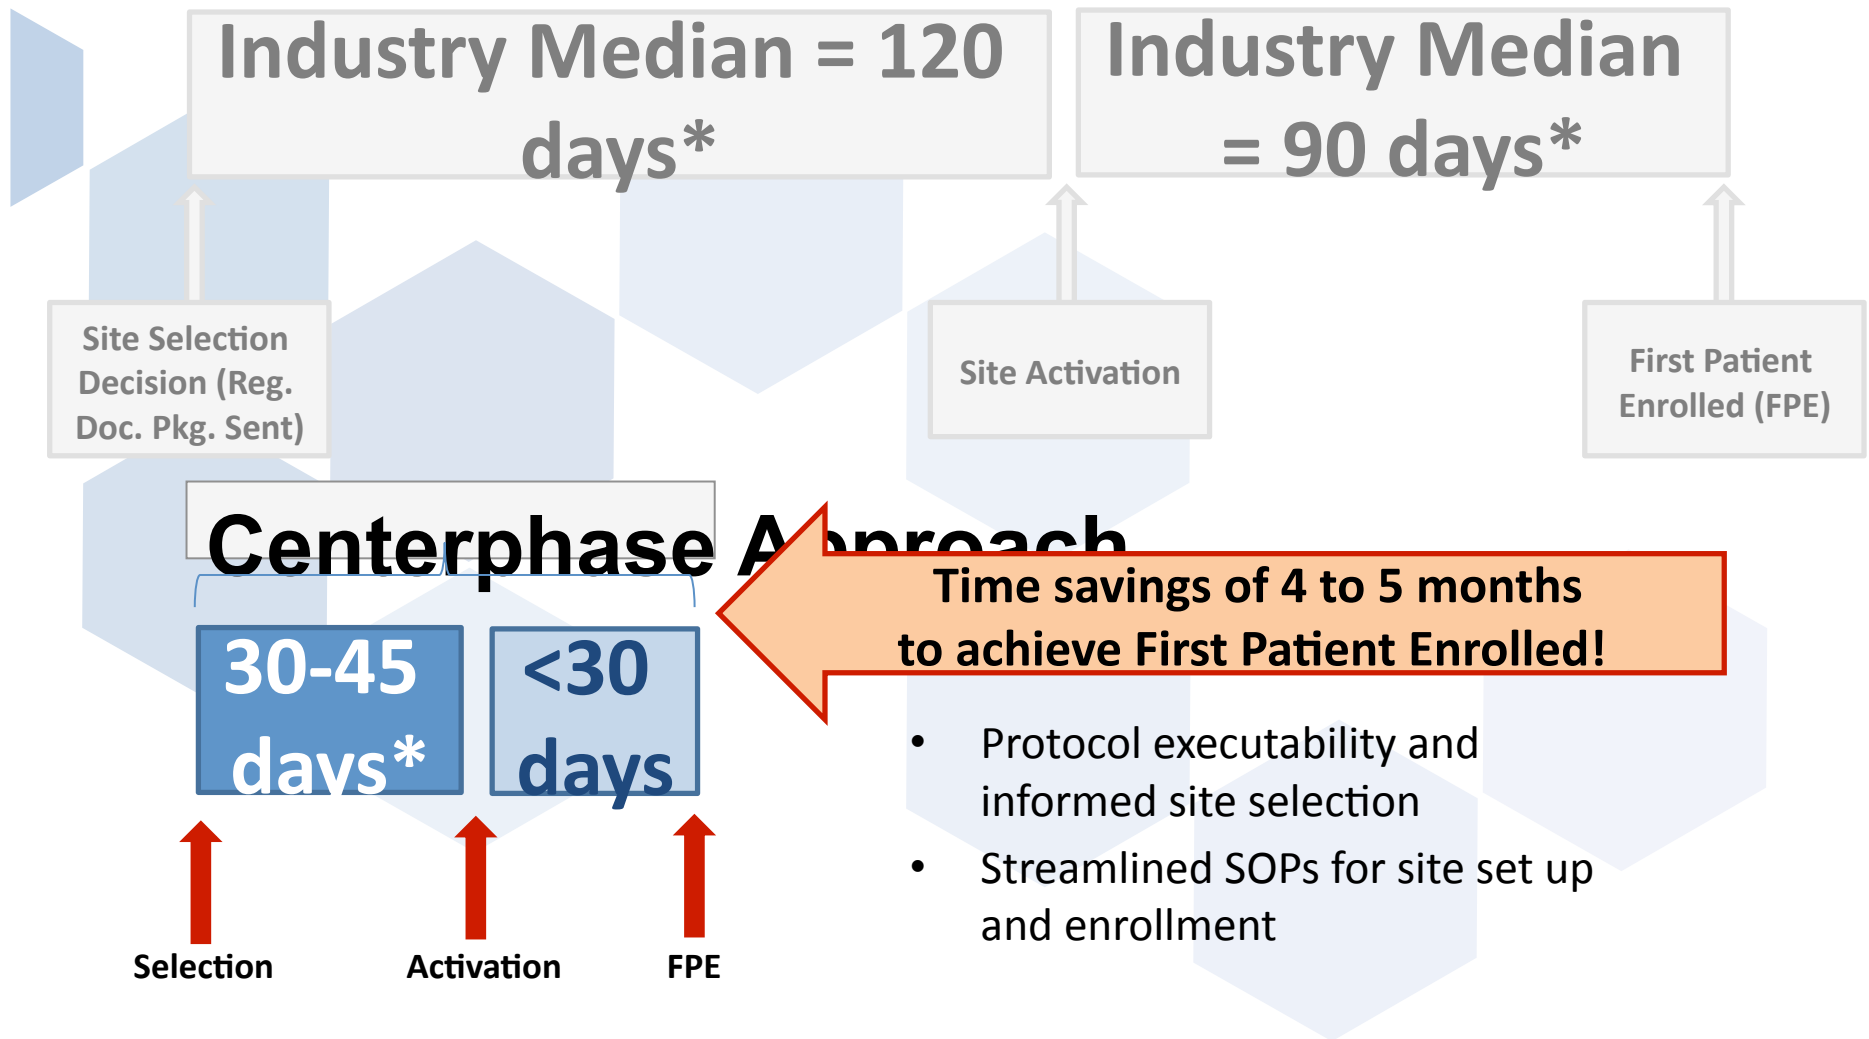 Industry Median = 120
days*
Industry Median
= 90 days*
Site Selection
Decision (Reg.
Doc. Pkg. Sent)
Site Activation
First Patient
Enrolled (FPE)
Centerphase Approach
Time savings of 4 to 5 months
to achieve First Patient Enrolled!
30-45
days*
<30
days
• Protocol executability and
informed site selection
• Streamlined SOPs for site set up
and enrollment
Selection
Activation
FPE